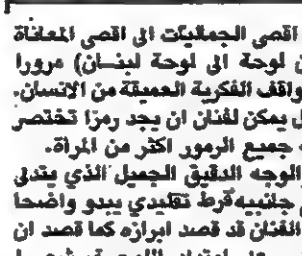 اقصى الجماليات الى اقصى المعاناة
لوحة الى لوحة لبنان) مرورا
واقف الفكرية العميقة من الانسان.
يمكن لفنان ان يجد رمزا تختصر
جميع الرموز اكثر من المرأة.
الوجه الدقيق الجميل الذي يتدلى
جانبيه قرط تقليدي يبدو واضحا
الفنان قد قصد ابرازه كما قصد ان